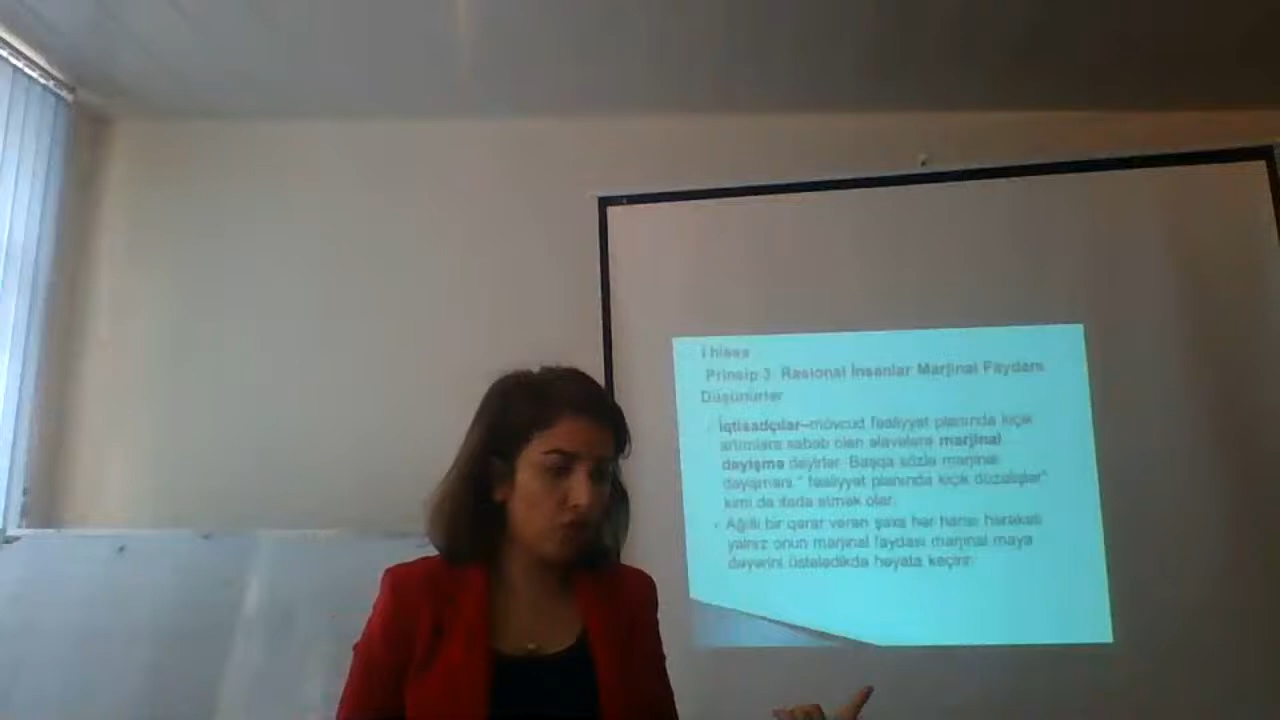 I hissə
Prinsip 3. Rasional İnsanlar Marjinal Faydanı
Düşünürlər
İqtisadçılar–mövcud fəaliyyət planında kiçik
artımlara səbəb olan əlavələrə marjinal
dəyişmə deyirlər. Başqa sözlə marjinal
dəyişməni “ fəaliyyət planında kiçik düzəlişlər”
kimi də ifadə etmək olar.
• Ağıllı bir qərar verən şəxs hər hansı hərəkəti
yalnız onun marjinal faydası marjinal maya
dəyərini üstələdikdə həyata keçirir.